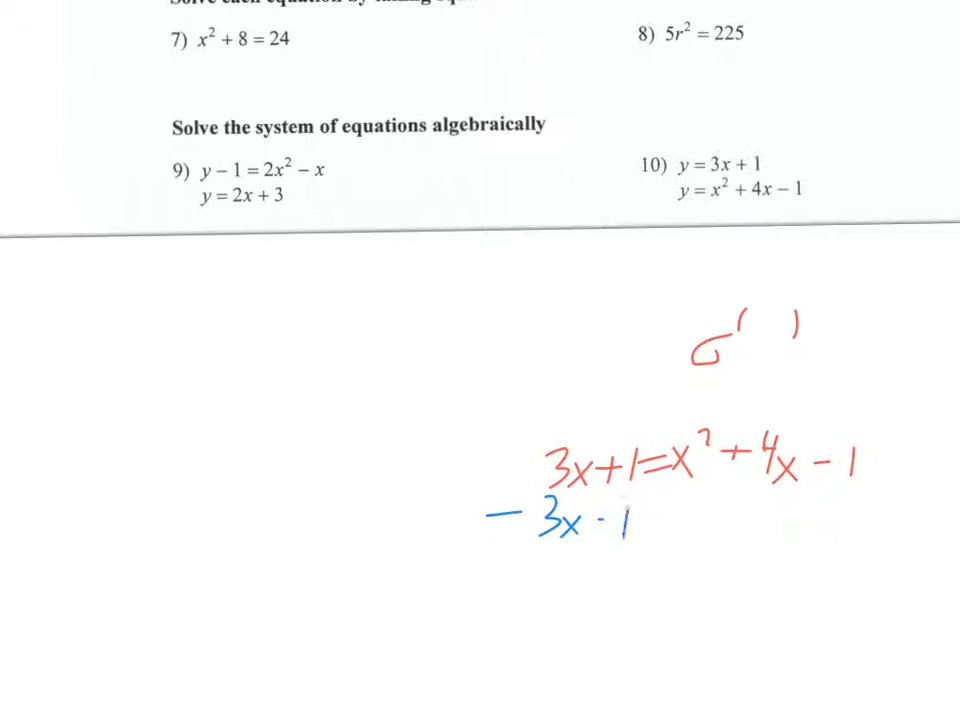 7) x² + 8 = 24
8) 5r² = 225
Solve the system of equations algebraically
9) y − 1 = 2x² − x
y = 2x + 3
10) y = 3x + 1
y = x² + 4x − 1
( )
3x+1=x²+4x-1
- 3x - 1